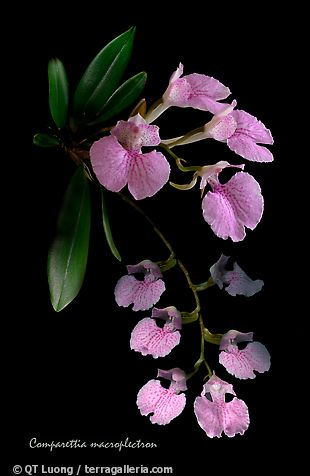 Comparettia macroplectron
© QT Luong / terragalleria.com